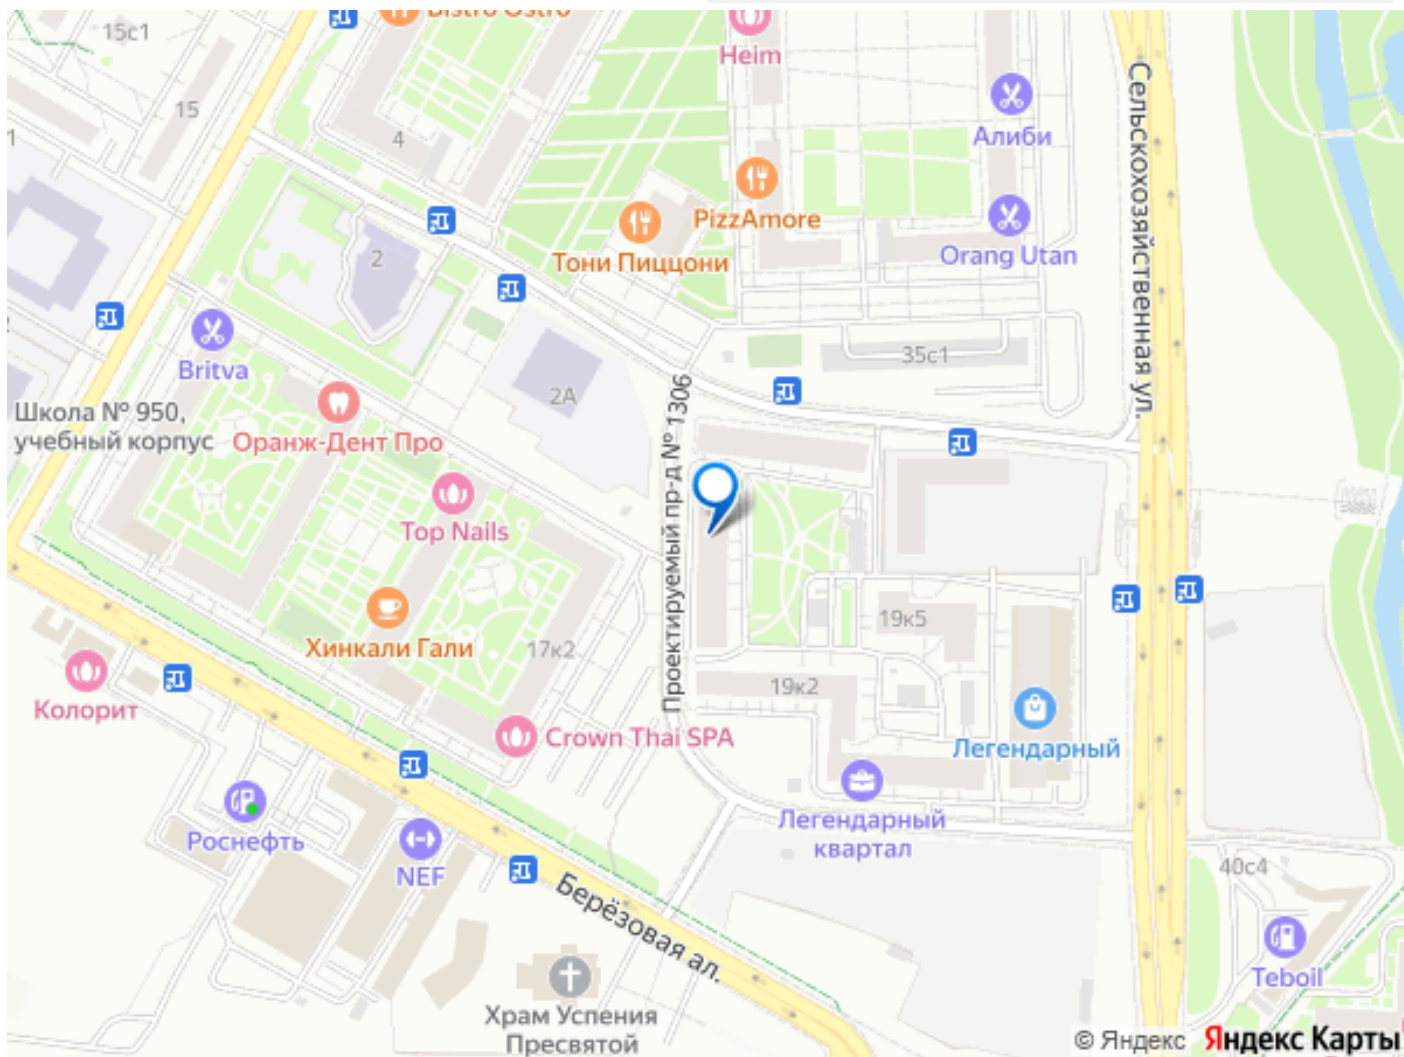 15с1
Bistro Ostro
Heim
15
4
Алиби
1
PizzAmore
Тони Пиццони
Orang Utan
2
Сельскохозяйственная ул.
Britva
35с1
2А
Школа № 950,
учебный корпус
Оранж-Дент Про
Проектируемый пр-д № 1306
Top Nails
19к5
Хинкали Гали
17к2
19к2
Колорит
Crown Thai SPA
Легендарный
Роснефть
Легендарный
квартал
NEF
40с4
Берёзовая ал.
Teboil
Храм Успения
Пресвятой
© Яндекс Яндекс Карты